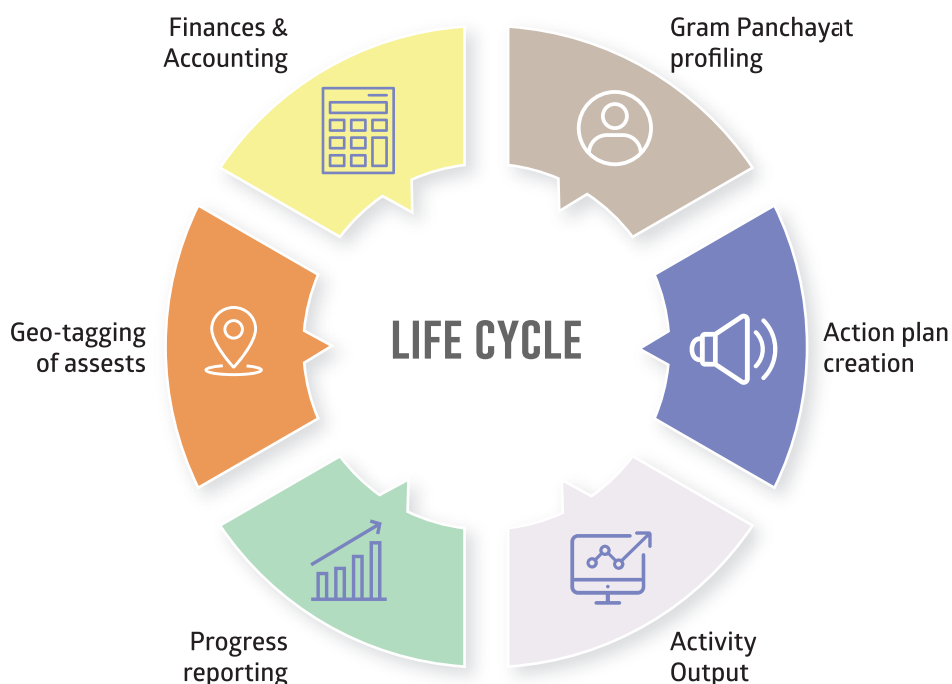 Finances &
Accounting
Gram Panchayat
profiling
Geo-tagging
of assests
LIFE CYCLE
Action plan
creation
Progress
reporting
Activity
Output